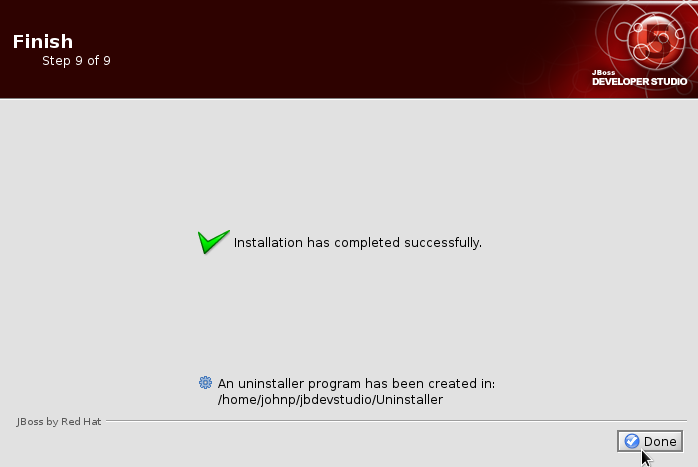 Finish
Step 9 of 9
JBoss
DEVELOPER STUDIO
Installation has completed successfully.
An uninstaller program has been created in:
/home/johnp/jbdevstudio/Uninstaller
JBoss by Red Hat
Done